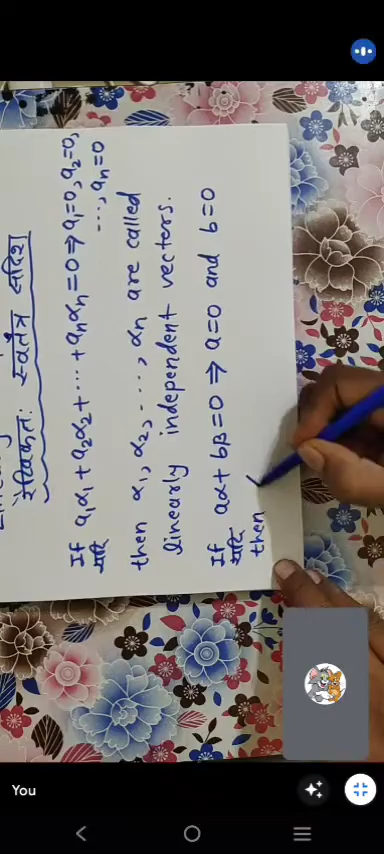 रैखिकतः स्वतंत्र सदिश
If a₁α₁ + a₂α₂ + ··· + aₙαₙ = 0 ⇒ a₁=0, a₂=0,
यदि ···, aₙ=0
then α₁, α₂, ···, αₙ are called
linearly independent vectors.
If aα + bβ = 0 ⇒ a=0 and b=0
यदि
then
You